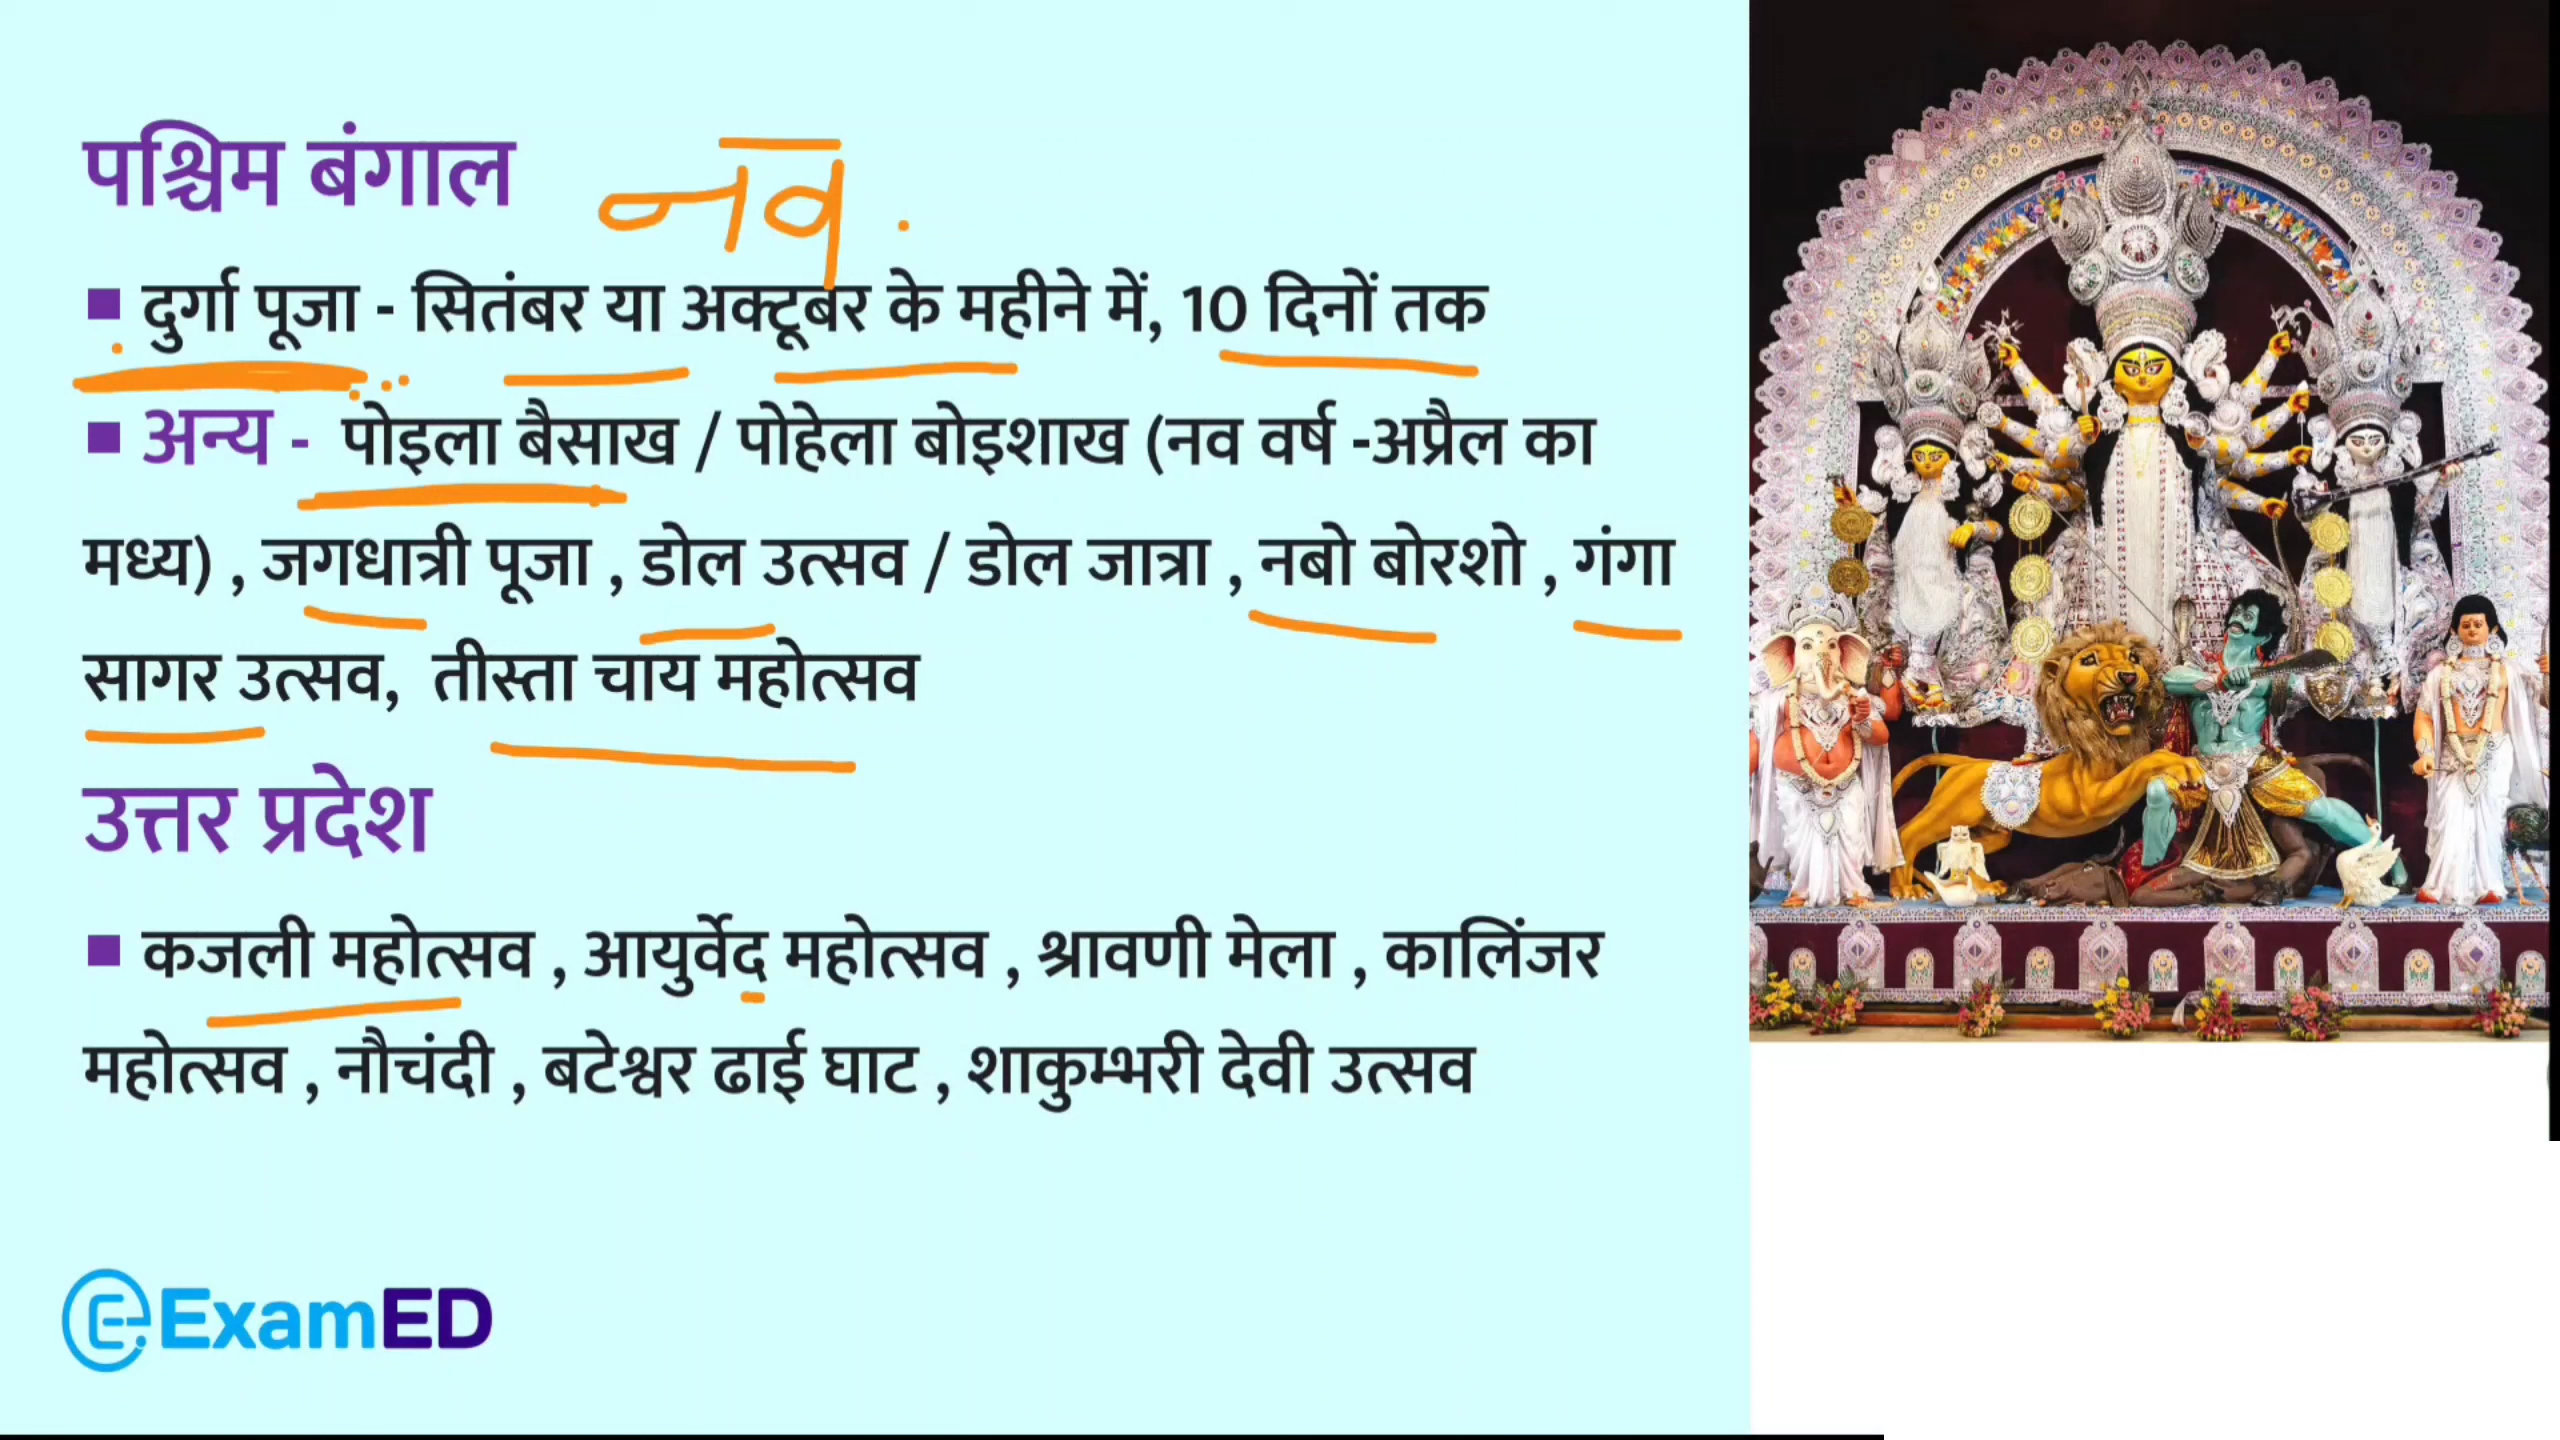 पश्चिम बंगाल
नव
■ दुर्गा पूजा - सितंबर या अक्टूबर के महीने में, 10 दिनों तक
■ अन्य - पोइला बैसाख / पोहेला बोइशाख (नव वर्ष -अप्रैल का
मध्य) , जगधात्री पूजा , डोल उत्सव / डोल जात्रा , नबो बोरशो , गंगा
सागर उत्सव, तीस्ता चाय महोत्सव
उत्तर प्रदेश
■ कजली महोत्सव , आयुर्वेद महोत्सव , श्रावणी मेला , कालिंजर
महोत्सव , नौचंदी , बटेश्वर ढाई घाट , शाकुम्भरी देवी उत्सव
ExamED